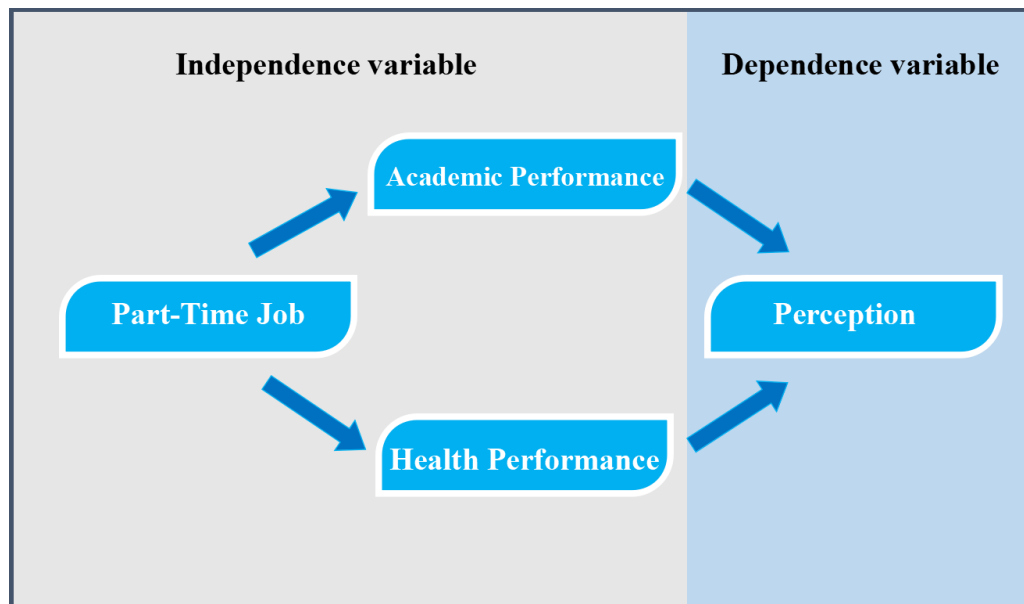 Independence variable
Dependence variable
Academic Performance
Part-Time Job
Perception
Health Performance